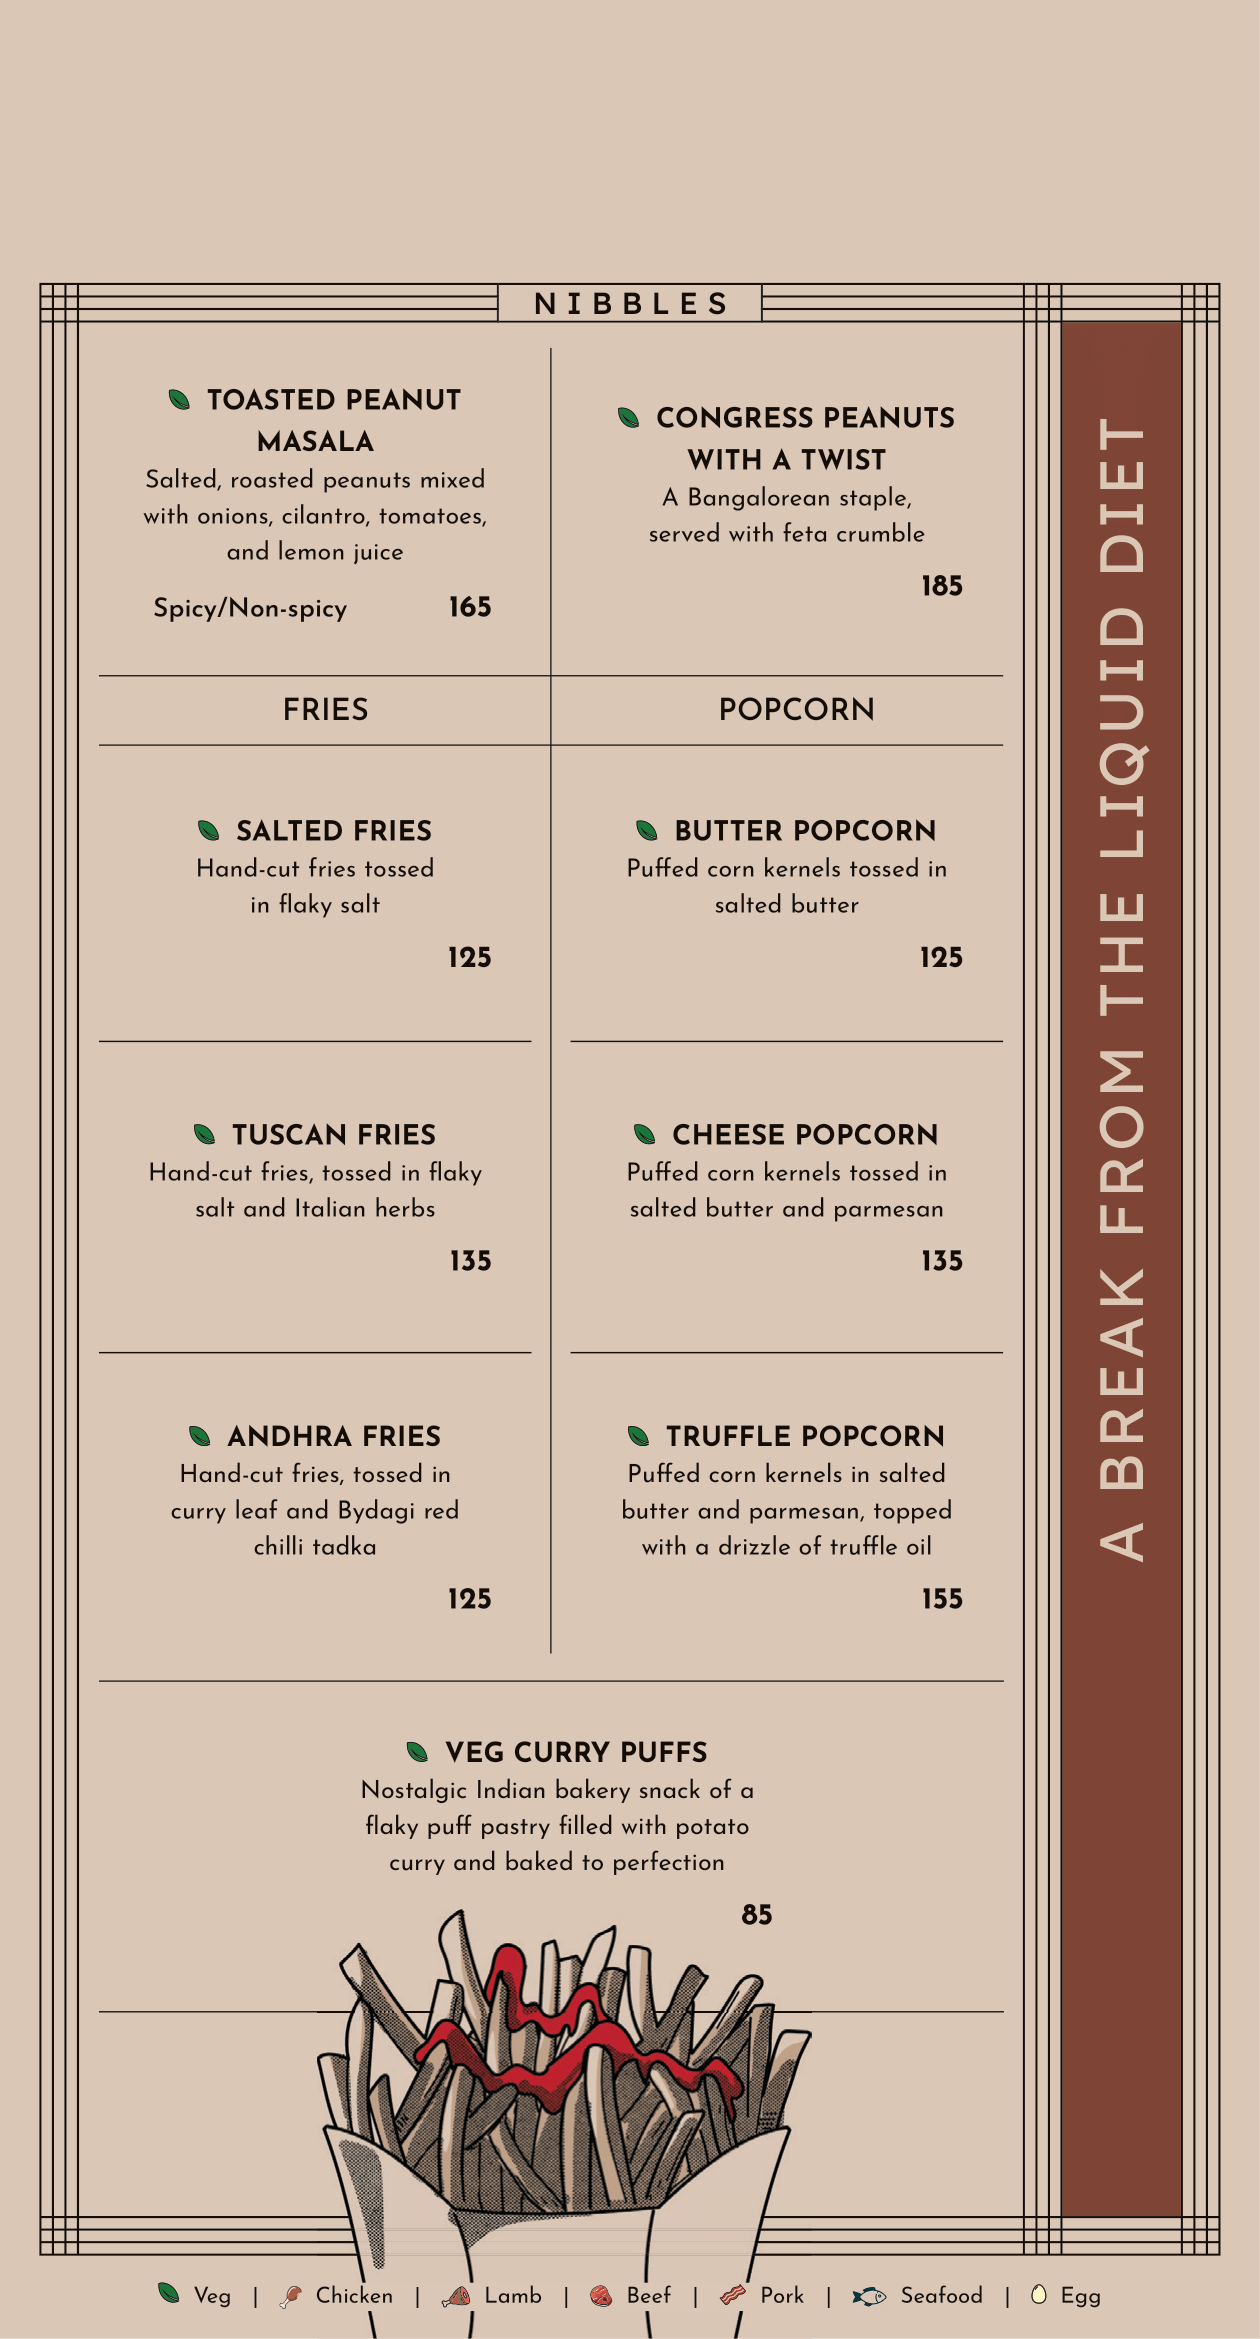 NIBBLES
TOASTED PEANUT
MASALA
Salted, roasted peanuts mixed
with onions, cilantro, tomatoes,
and lemon juice
Spicy/Non-spicy 165
CONGRESS PEANUTS
WITH A TWIST
A Bangalorean staple,
served with feta crumble
185
FRIES
SALTED FRIES
Hand-cut fries tossed
in flaky salt
125
TUSCAN FRIES
Hand-cut fries, tossed in flaky
salt and Italian herbs
135
ANDHRA FRIES
Hand-cut fries, tossed in
curry leaf and Bydagi red
chilli tadka
125
POPCORN
BUTTER POPCORN
Puffed corn kernels tossed in
salted butter
125
CHEESE POPCORN
Puffed corn kernels tossed in
salted butter and parmesan
135
TRUFFLE POPCORN
Puffed corn kernels in salted
butter and parmesan, topped
with a drizzle of truffle oil
155
VEG CURRY PUFFS
Nostalgic Indian bakery snack of a
flaky puff pastry filled with potato
curry and baked to perfection
85
A BREAK FROM THE LIQUID DIET
Veg | Chicken | Lamb | Beef | Pork | Seafood | Egg